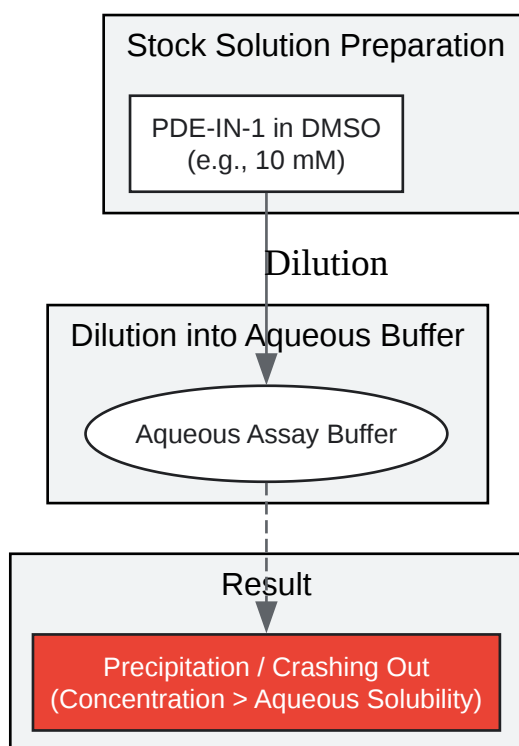 Stock Solution Preparation
PDE-IN-1 in DMSO
(e.g., 10 mM)
Dilution
Dilution into Aqueous Buffer
Aqueous Assay Buffer
Result
Precipitation / Crashing Out
(Concentration > Aqueous Solubility)